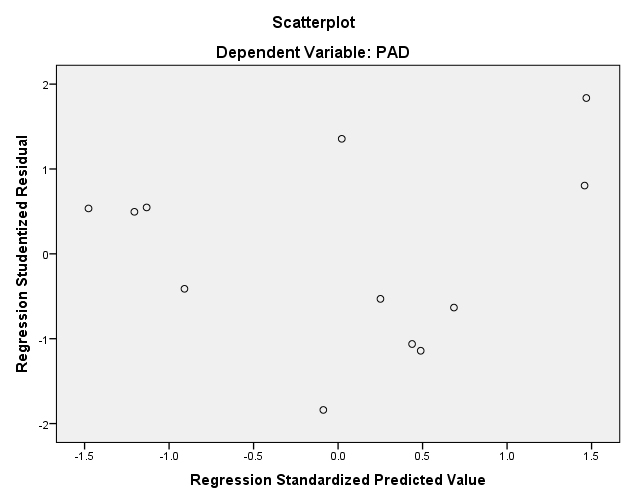 Scatterplot
Dependent Variable: PAD
Regression Studentized Residual
2
1
0
-1
-2
-1.5 -1.0 -0.5 0.0 0.5 1.0 1.5
Regression Standardized Predicted Value